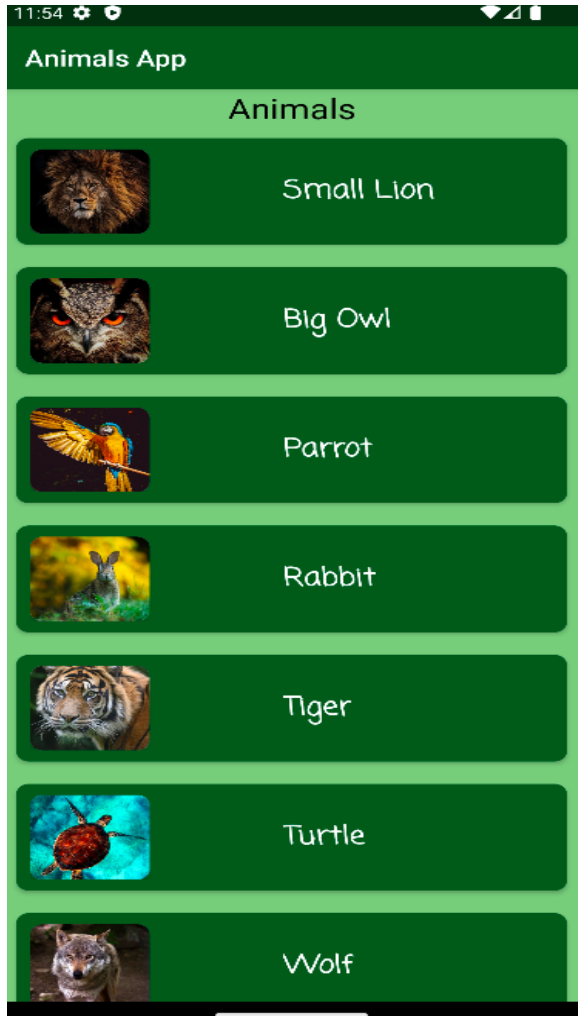 11:54
Animals App
Animals
Small Lion
Big Owl
Parrot
Rabbit
Tiger
Turtle
Wolf